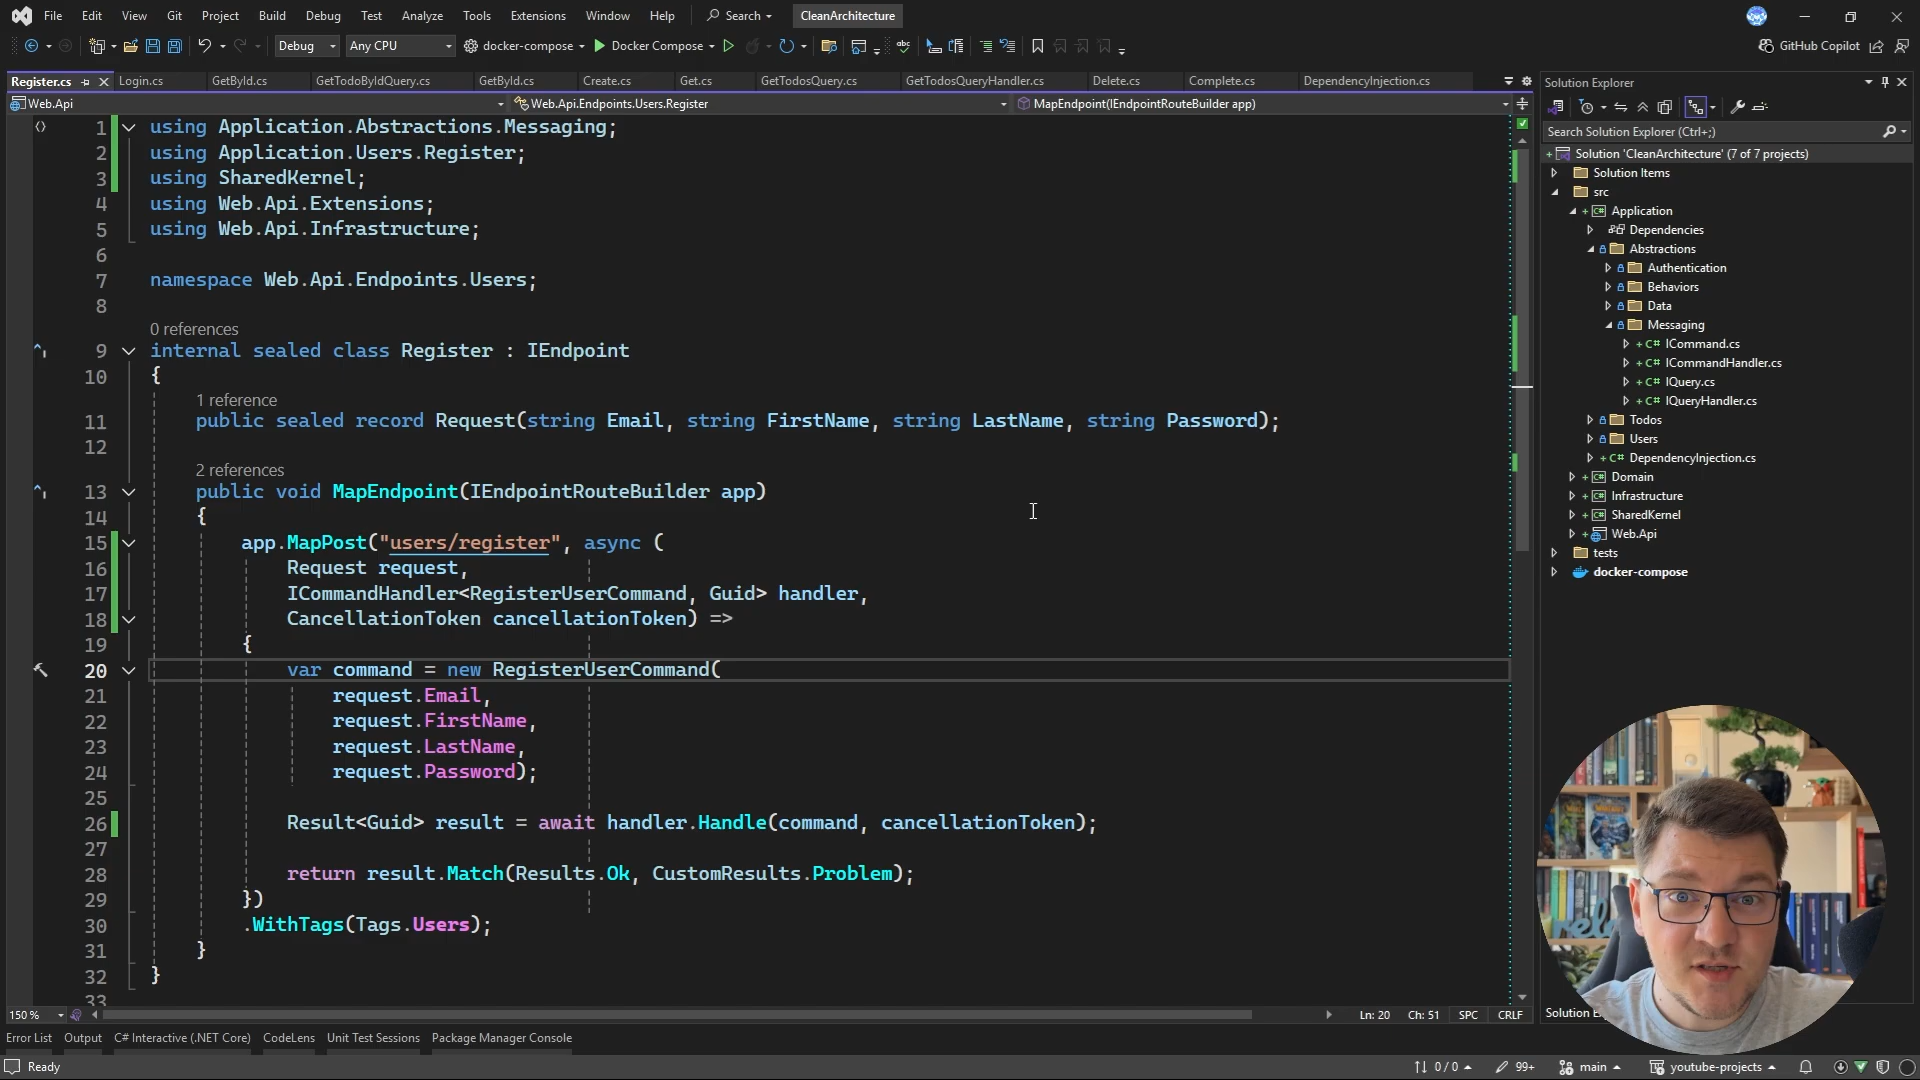 File Edit View Git Project Build Debug Test Analyze Tools Extensions Window Help Search CleanArchitecture
Debug Any CPU docker-compose Docker Compose GitHub Copilot
Register.cs Login.cs GetById.cs GetTodoByIdQuery.cs GetById.cs Create.cs Get.cs GetTodosQuery.cs GetTodosQueryHandler.cs Delete.cs Complete.cs DependencyInjection.cs
Web.Api Web.Api.Endpoints.Users.Register MapEndpoint(IEndpointRouteBuilder app)
1 using Application.Abstractions.Messaging;
2 using Application.Users.Register;
3 using SharedKernel;
4 using Web.Api.Extensions;
5 using Web.Api.Infrastructure;
6
7 namespace Web.Api.Endpoints.Users;
8
0 references
9 internal sealed class Register : IEndpoint
10 {
1 reference
11 public sealed record Request(string Email, string FirstName, string LastName, string Password);
12
2 references
13 public void MapEndpoint(IEndpointRouteBuilder app)
14 {
15 app.MapPost("users/register", async (
16 Request request,
17 ICommandHandler<RegisterUserCommand, Guid> handler,
18 CancellationToken cancellationToken) =>
19 {
20 var command = new RegisterUserCommand(
21 request.Email,
22 request.FirstName,
23 request.LastName,
24 request.Password);
25
26 Result<Guid> result = await handler.Handle(command, cancellationToken);
27
28 return result.Match(Results.Ok, CustomResults.Problem);
29 })
30 .WithTags(Tags.Users);
31 }
32 }
33
150 % Ln: 20 Ch: 51 SPC CRLF
Error List Output C# Interactive (.NET Core) CodeLens Unit Test Sessions Package Manager Console
Ready 0 / 0 99+ main youtube-projects
Solution Explorer
Search Solution Explorer (Ctrl+;)
Solution 'CleanArchitecture' (7 of 7 projects)
Solution Items
src
Application
Dependencies
Abstractions
Authentication
Behaviors
Data
Messaging
C# ICommand.cs
C# ICommandHandler.cs
C# IQuery.cs
C# IQueryHandler.cs
Todos
Users
C# DependencyInjection.cs
Domain
Infrastructure
SharedKernel
Web.Api
tests
docker-compose